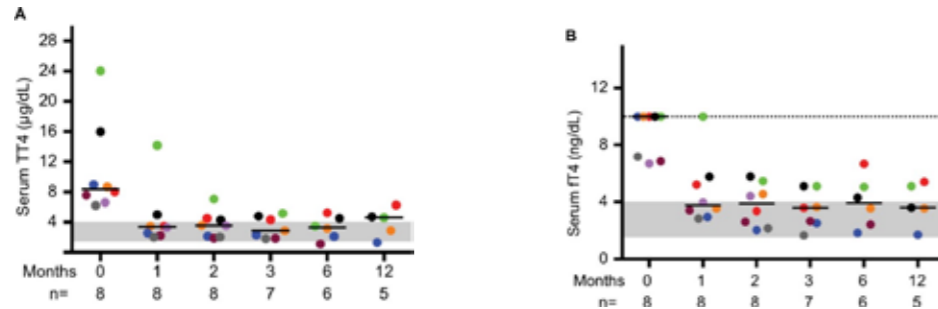 A
Serum TT4 (µg/dL)
28
24
20
16
12
8
4
Months 0 1 2 3 6 12
n= 8 8 8 7 6 5
B
Serum fT4 (ng/dL)
12
8
4
0
Months 0 1 2 3 6 12
n= 8 8 8 7 6 5